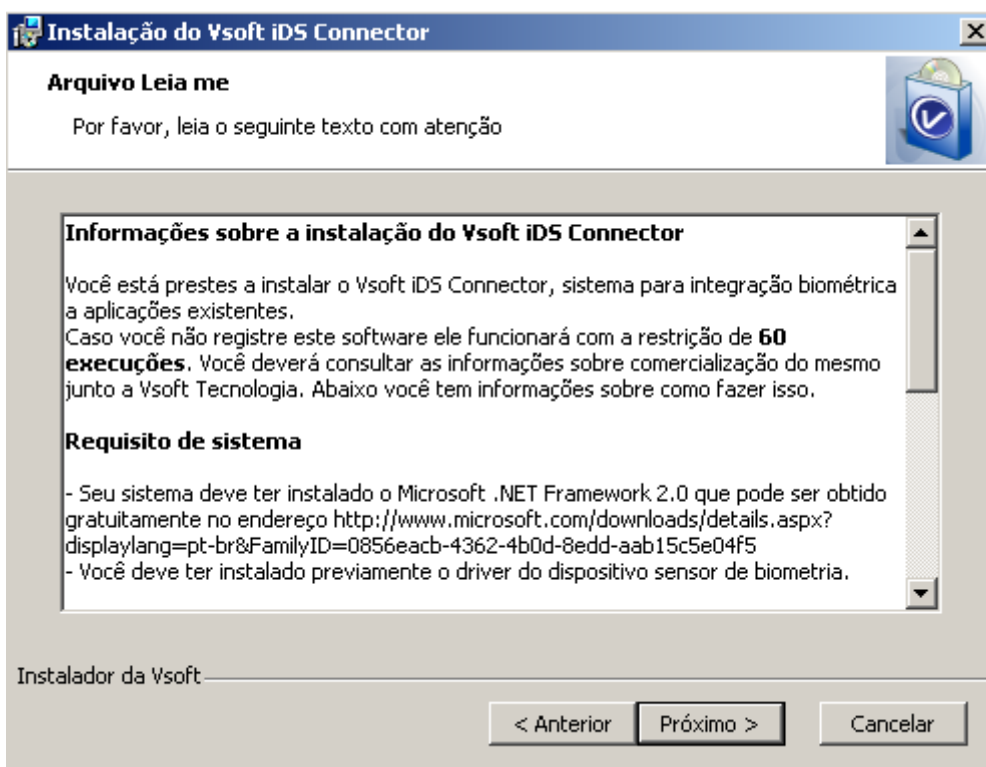 Instalação do Vsoft iDS Connector
Arquivo Leia me
Por favor, leia o seguinte texto com atenção
Informações sobre a instalação do Vsoft iDS Connector
Você está prestes a instalar o Vsoft iDS Connector, sistema para integração biométrica
a aplicações existentes.
Caso você não registre este software ele funcionará com a restrição de 60
execuções. Você deverá consultar as informações sobre comercialização do mesmo
junto a Vsoft Tecnologia. Abaixo você tem informações sobre como fazer isso.
Requisito de sistema
- Seu sistema deve ter instalado o Microsoft .NET Framework 2.0 que pode ser obtido
gratuitamente no endereço http://www.microsoft.com/downloads/details.aspx?
displaylang=pt-br&FamilyID=0856eacb-4362-4b0d-8edd-aab15c5e04f5
- Você deve ter instalado previamente o driver do dispositivo sensor de biometria.
Instalador da Vsoft
< Anterior
Próximo >
Cancelar